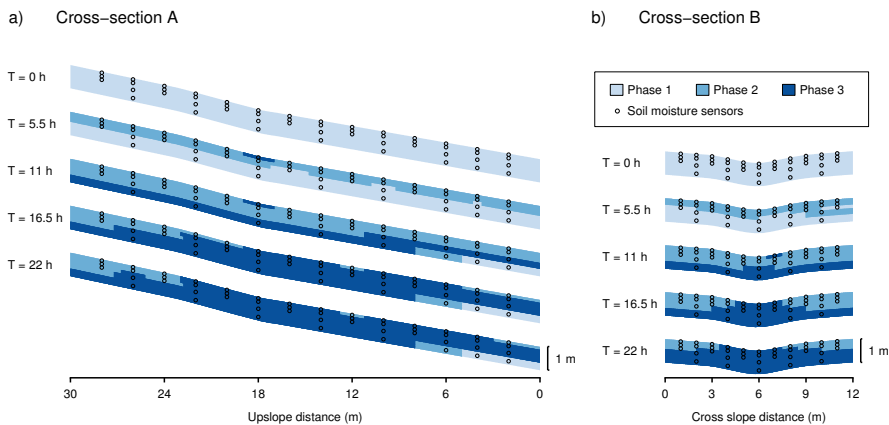 a) Cross−section A
T = 0 h
T = 5.5 h
T = 11 h
T = 16.5 h
T = 22 h
1 m
30 24 18 12 6 0
Upslope distance (m)
b) Cross−section B
Phase 1 Phase 2 Phase 3
Soil moisture sensors
T = 0 h
T = 5.5 h
T = 11 h
T = 16.5 h
T = 22 h
1 m
0 3 6 9 12
Cross slope distance (m)